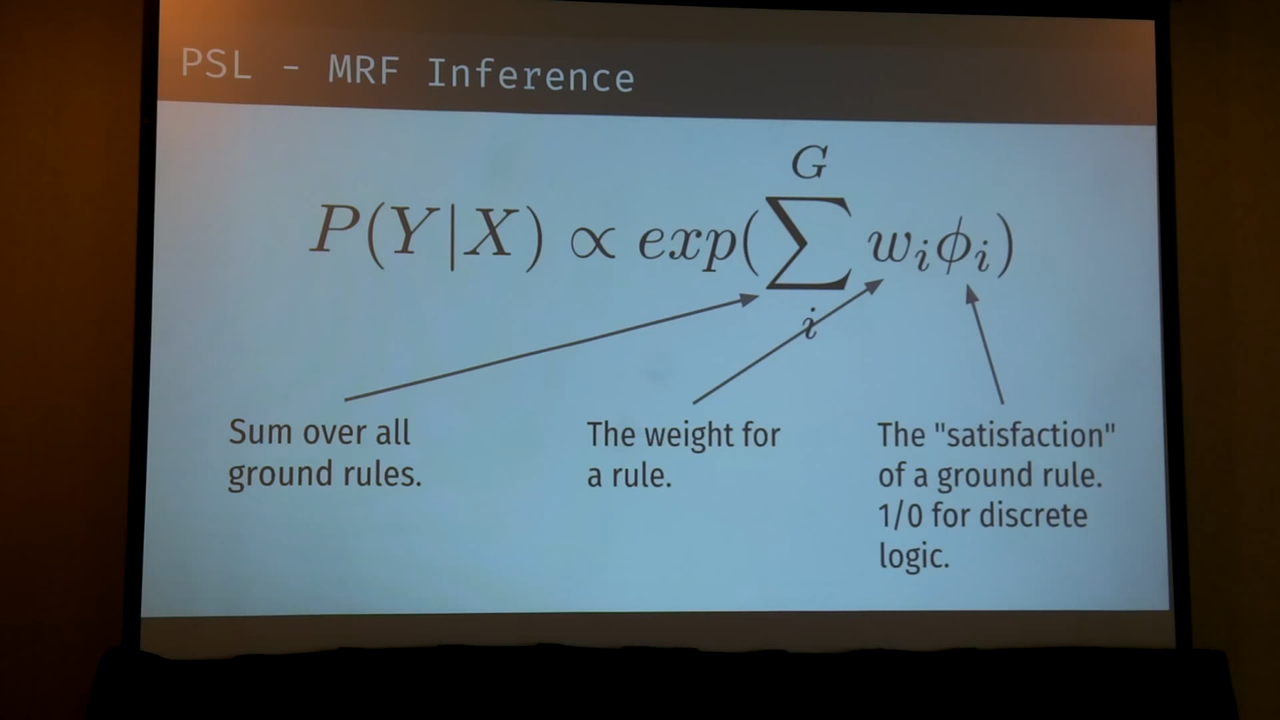 PSL - MRF Inference
G
P(Y|X) ∝ exp(∑ wᵢϕᵢ)
i
Sum over all
ground rules.
The weight for
a rule.
The "satisfaction"
of a ground rule.
1/0 for discrete
logic.